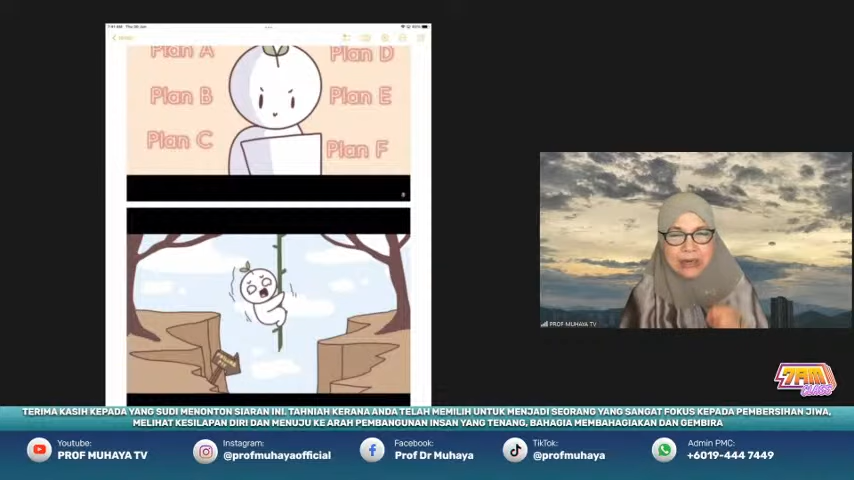 Plan A
Plan D
Plan B
Plan E
Plan C
Plan F
PROF MUHAYA TV
7AM
CLASS
TERIMA KASIH KEPADA YANG SUDI MENONTON SIARAN INI. TAHNIAH KERANA ANDA TELAH MEMILIH UNTUK MENJADI SEORANG YANG SANGAT FOKUS KEPADA PEMBERSIHAN JIWA,
MELIHAT KESILAPAN DIRI DAN MENUJU KE ARAH PEMBANGUNAN INSAN YANG TENANG, BAHAGIA MEMBAHAGIAKAN DAN GEMBIRA
Youtube:
PROF MUHAYA TV
Instagram:
@profmuhayaofficial
Facebook:
Prof Dr Muhaya
TikTok:
@profmuhaya
Admin PMC:
+6019-444 7449